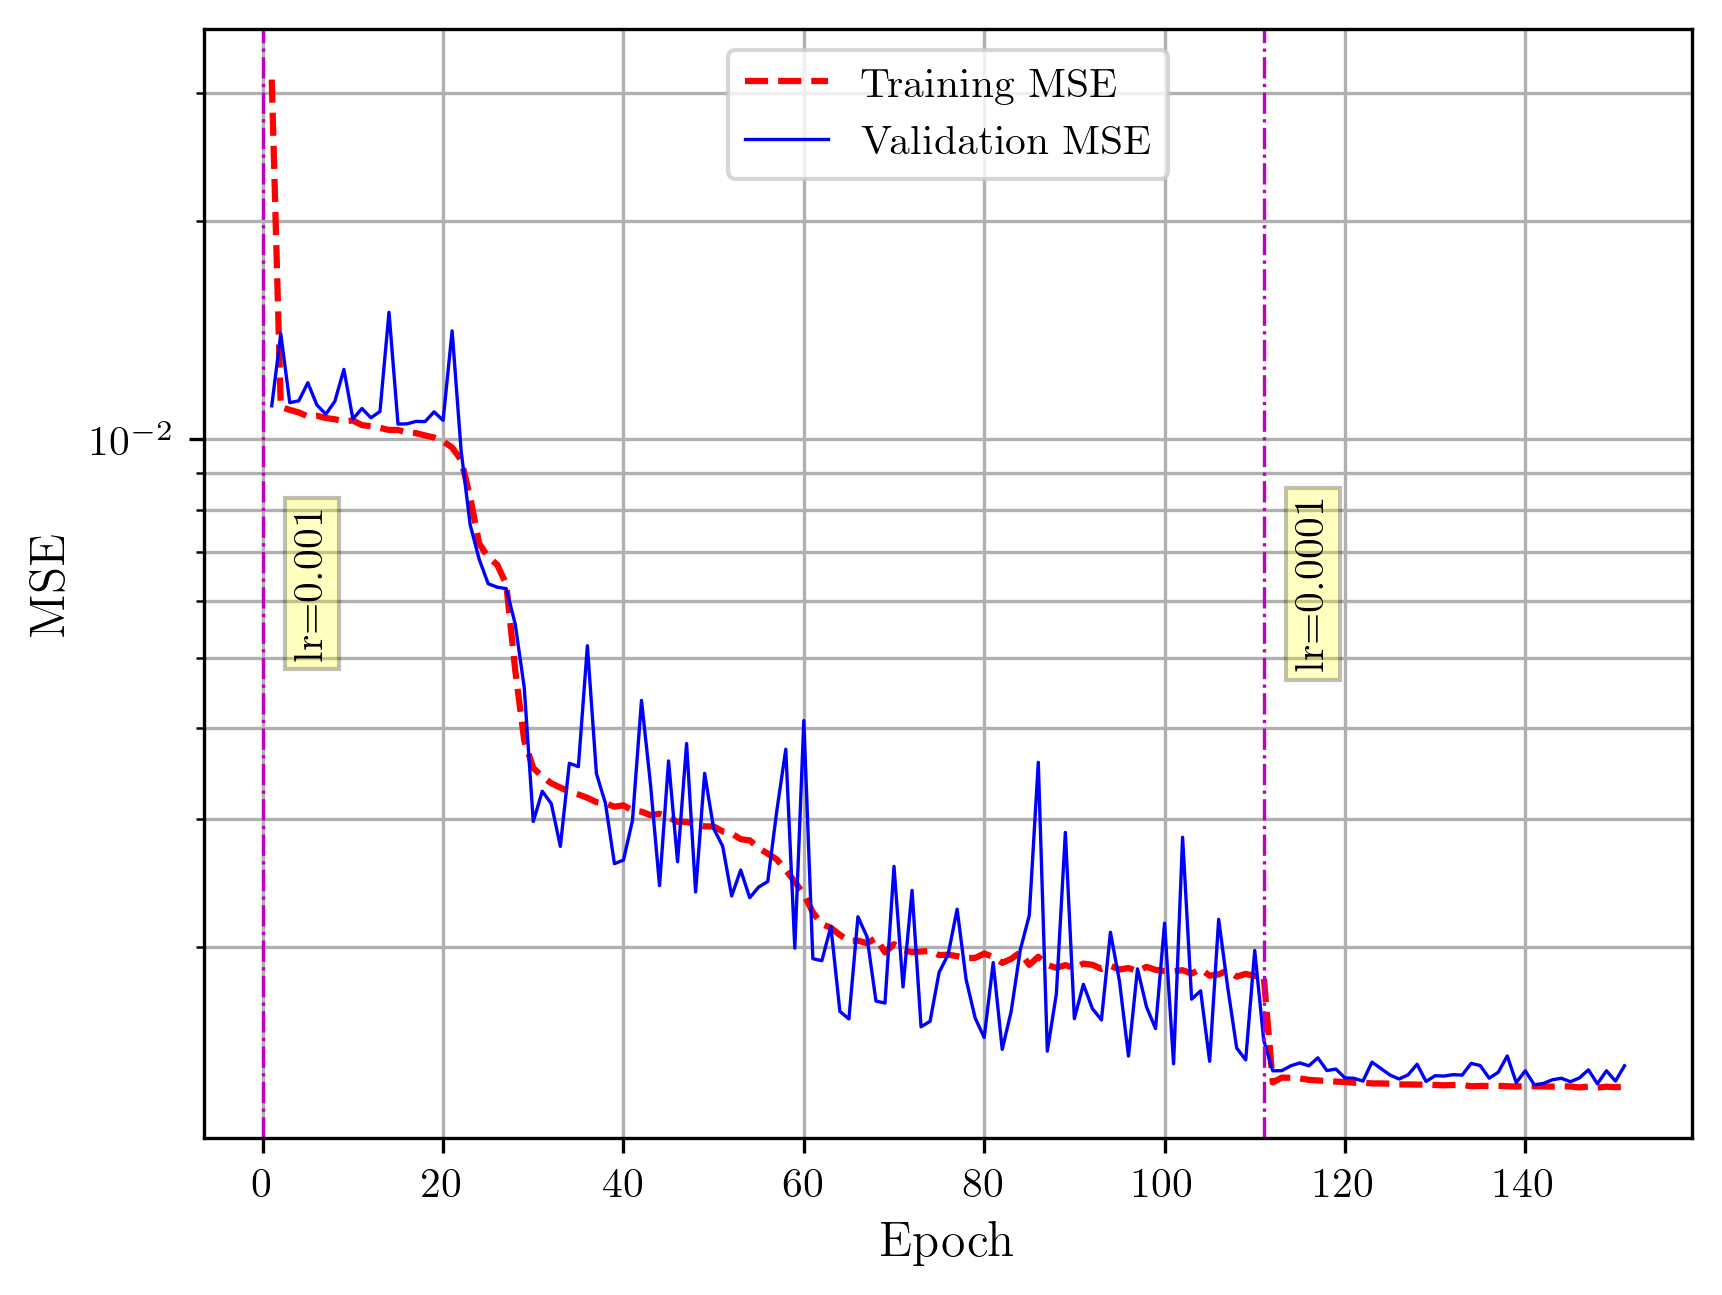 Training MSE
Validation MSE
10⁻²
MSE
lr=0.001
lr=0.0001
0 20 40 60 80 100 120 140
Epoch